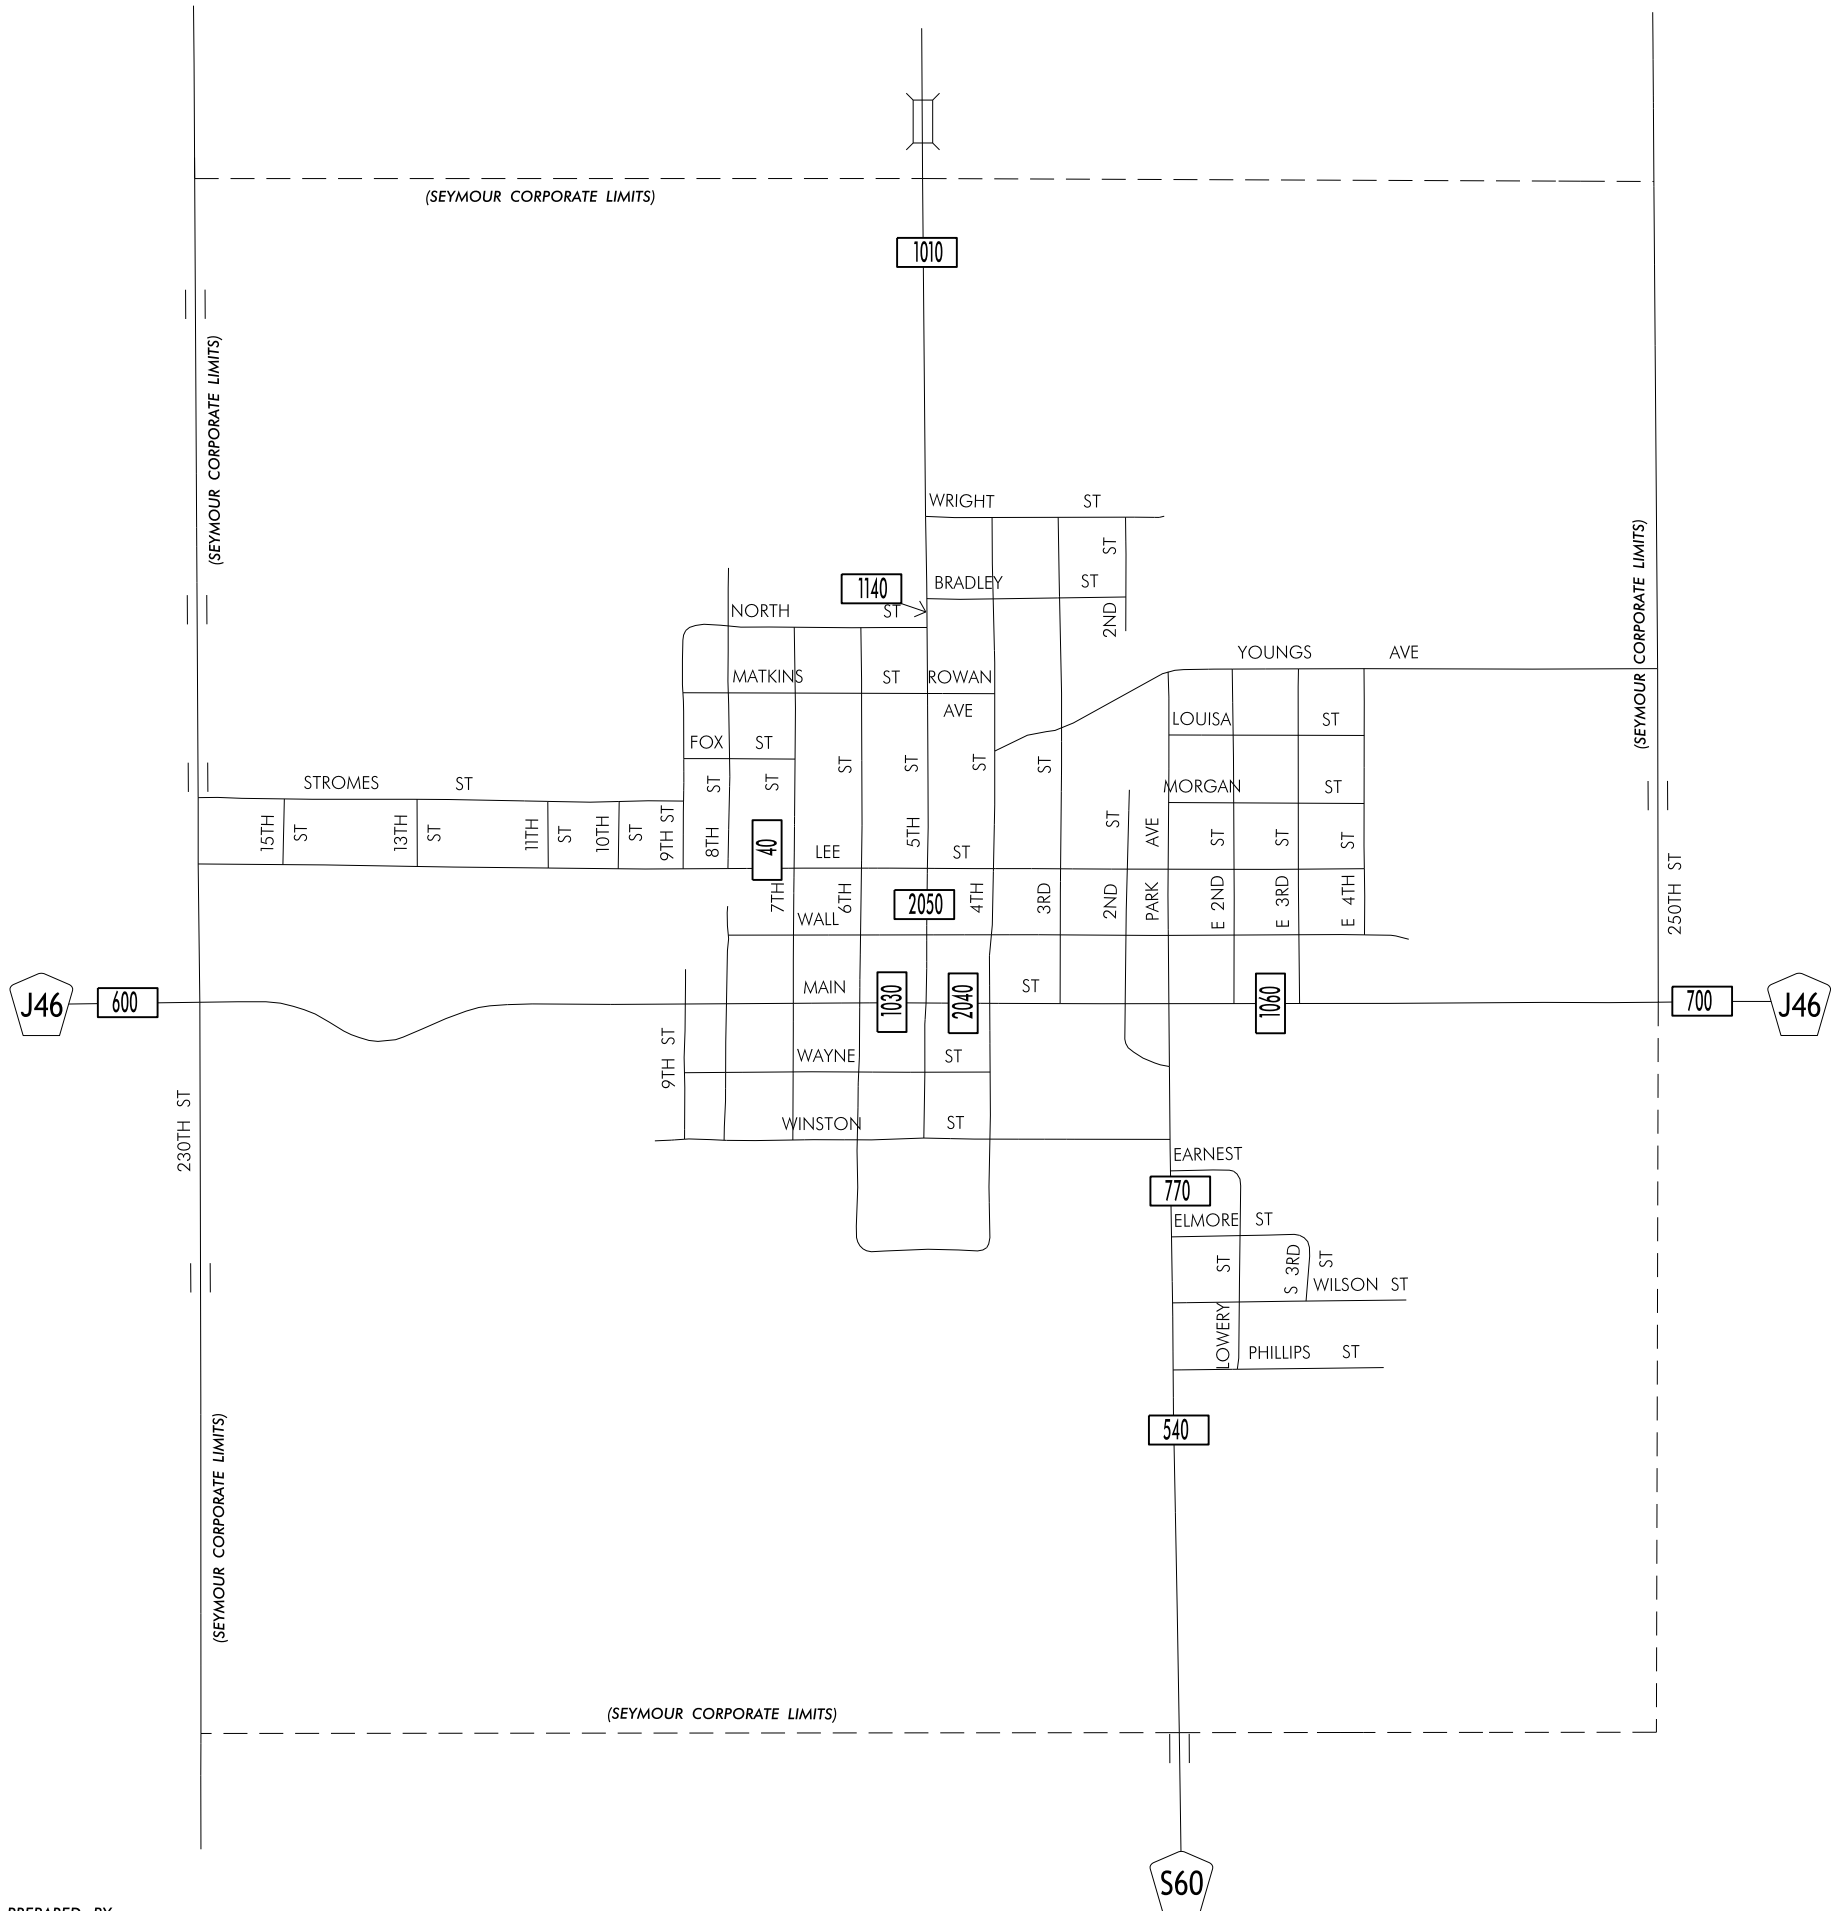 (SEYMOUR CORPORATE LIMITS)
1010
(SEYMOUR CORPORATE LIMITS)
WRIGHT ST
(SEYMOUR CORPORATE LIMITS)
ST
1140
BRADLEY ST
NORTH ST
2ND
YOUNGS AVE
MATKINS ST ROWAN
AVE
LOUISA ST
FOX ST
ST
ST
ST
ST
STROMES ST
ST
ST
MORGAN ST
15TH ST
13TH ST
11TH ST
10TH ST
9TH ST
8TH
40
LEE ST
5TH
ST
AVE
ST
ST
ST
7TH
6TH
2050
4TH
3RD
2ND
PARK
E 2ND
E 3RD
E 4TH
250TH ST
WALL
J46
600
MAIN ST
1030
2040
1060
700
J46
9TH ST
WAYNE ST
230TH ST
WINSTON ST
EARNEST
770
ELMORE ST
ST
S 3RD
ST
WILSON ST
LOWERY
PHILLIPS ST
540
(SEYMOUR CORPORATE LIMITS)
(SEYMOUR CORPORATE LIMITS)
S60
PREPARED BY